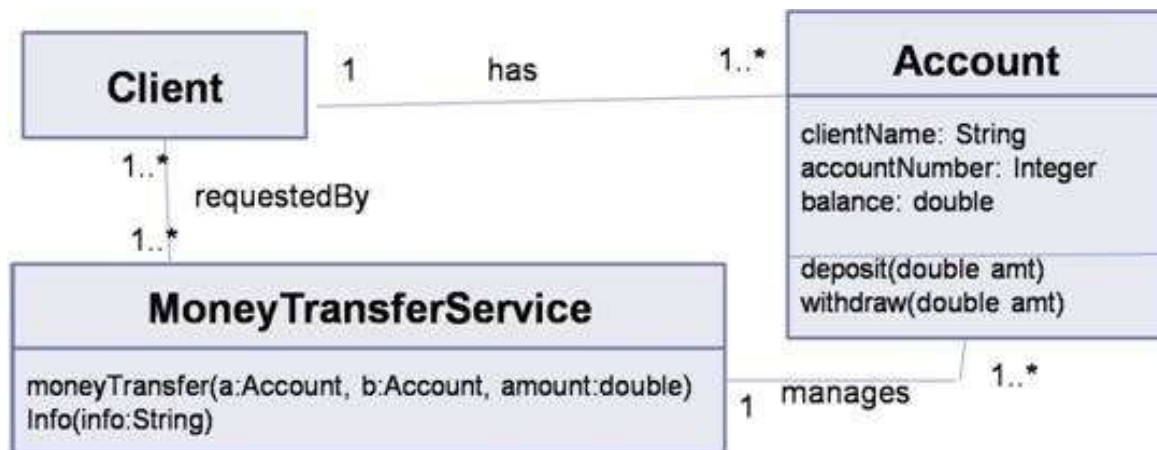 Client
1
has
1..*
Account
clientName: String
accountNumber: Integer
balance: double
deposit(double amt)
withdraw(double amt)
1..*
requestedBy
1..*
MoneyTransferService
moneyTransfer(a:Account, b:Account, amount:double)
Info(info:String)
1
manages
1..*